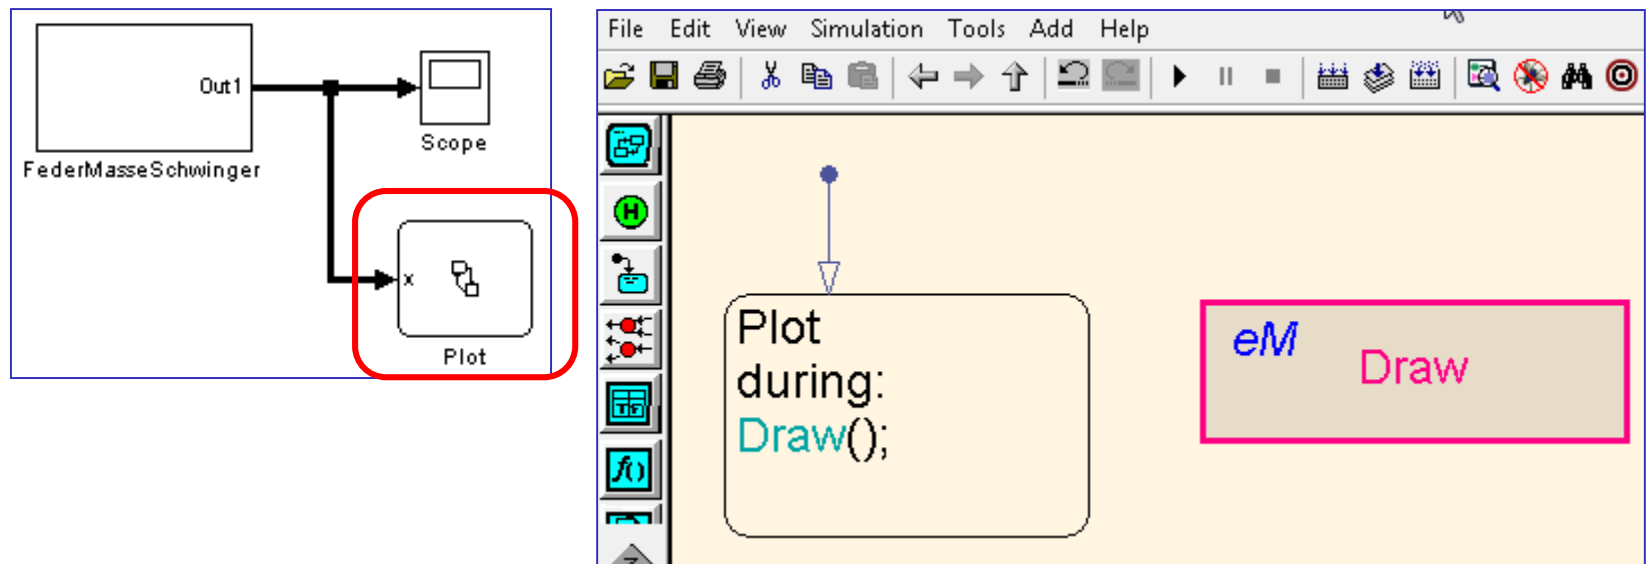 Out1
Scope
FederMasseSchwinger
x
Plot
File Edit View Simulation Tools Add Help
H
f()
Plot
during:
Draw();
eM
Draw